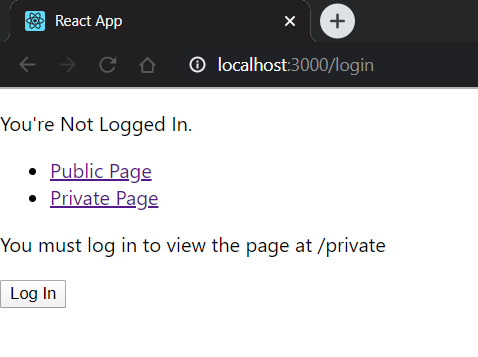 React App
localhost:3000/login
You're Not Logged In.
Public Page
Private Page
You must log in to view the page at /private
Log In